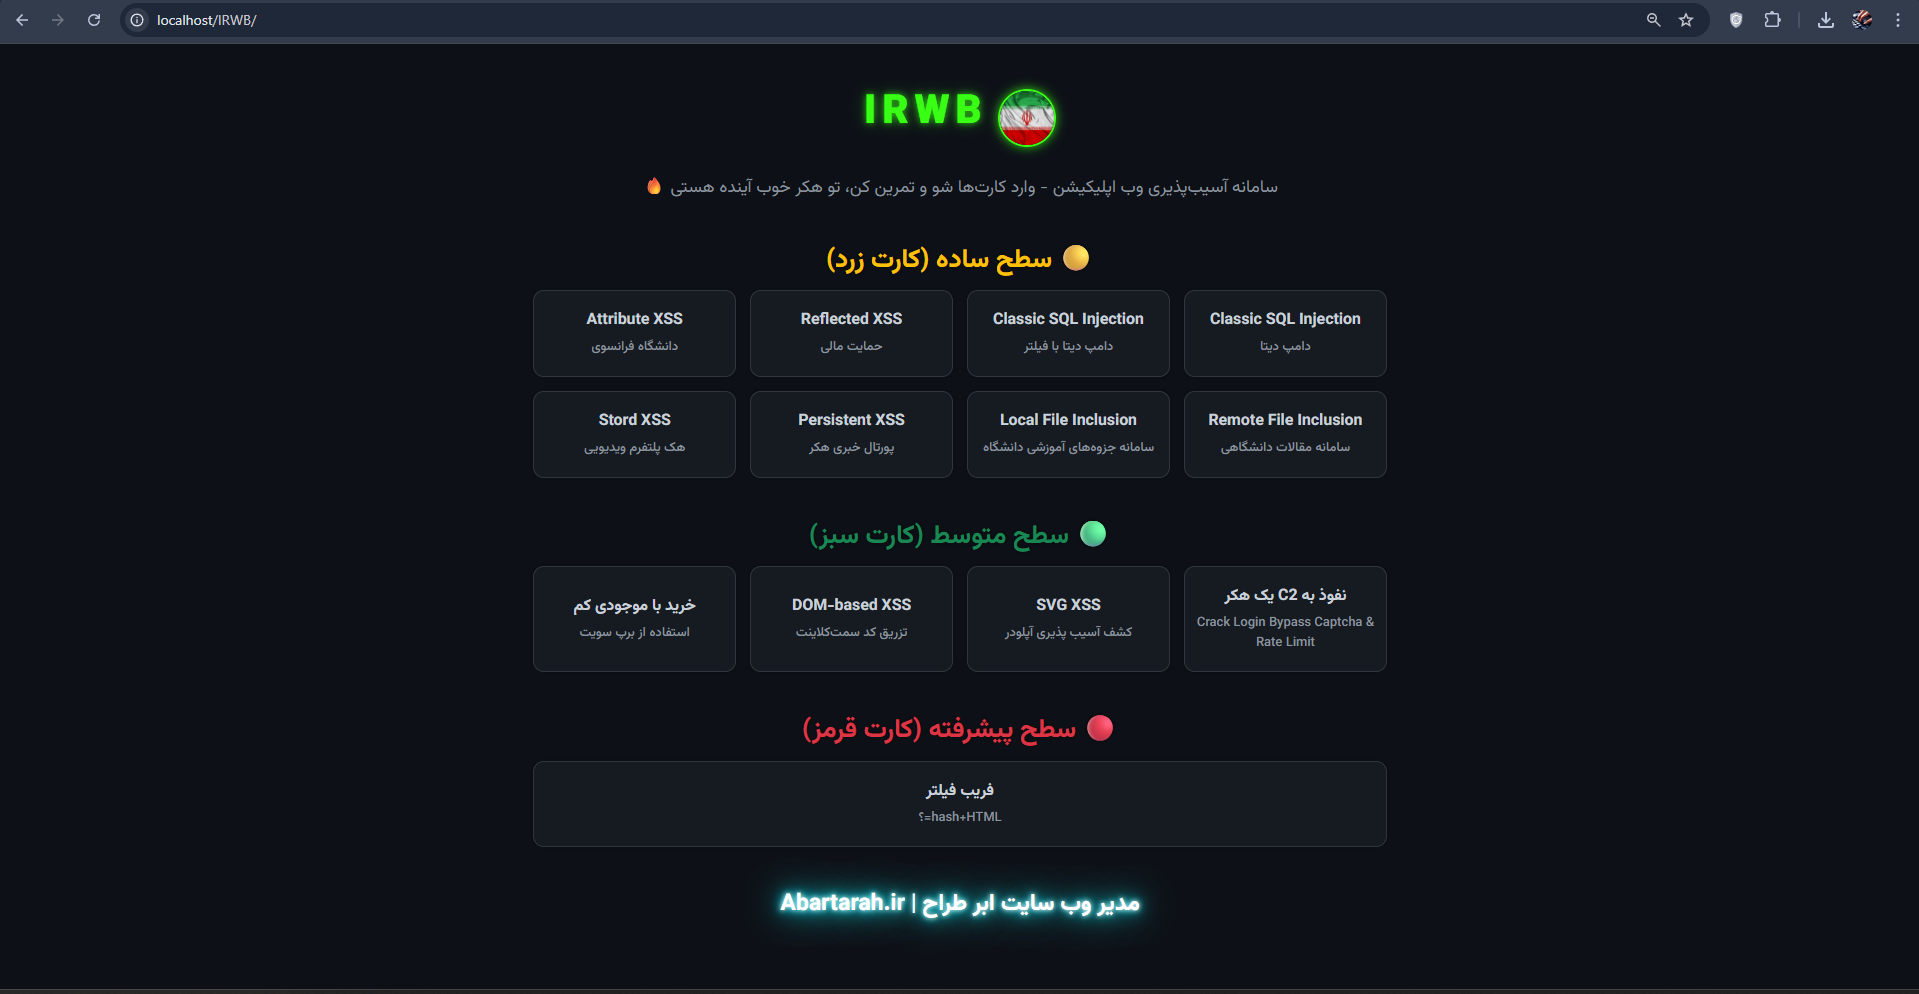 localhost/IRWB/
IRWB
سامانه آسیب‌پذیری وب اپلیکیشن - وارد کارت‌ها شو و تمرین کن، تو هکر خوب آینده هستی 🔥
سطح ساده (کارت زرد)
Classic SQL Injection
دامپ دیتا
Classic SQL Injection
دامپ دیتا با فیلتر
Reflected XSS
حمایت مالی
Attribute XSS
دانشگاه فرانسوی
Remote File Inclusion
سامانه مقالات دانشگاهی
Local File Inclusion
سامانه جزوه‌های آموزشی دانشگاه
Persistent XSS
پورتال خبری هکر
Stord XSS
هک پلتفرم ویدیویی
سطح متوسط (کارت سبز)
نفوذ به C2 یک هکر
Crack Login Bypass Captcha &
Rate Limit
SVG XSS
کشف آسیب پذیری آپلودر
DOM-based XSS
تزریق کد سمت‌کلاینت
خرید با موجودی کم
استفاده از برپ سویت
سطح پیشرفته (کارت قرمز)
فریب فیلتر
hash+HTML=؟
مدیر وب سایت ابر طراح | Abartarah.ir